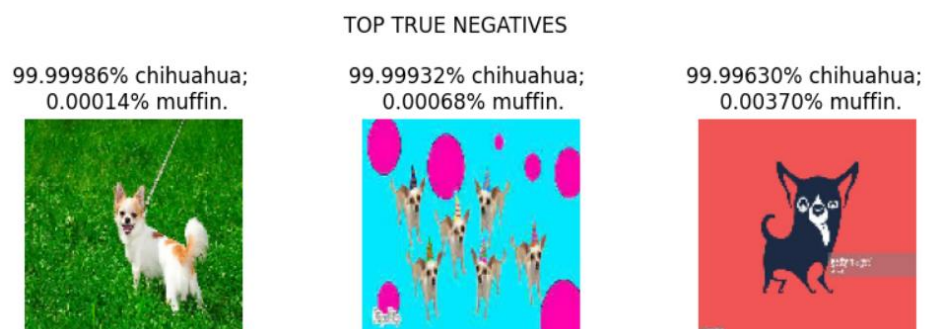 TOP TRUE NEGATIVES
99.99986% chihuahua;
0.00014% muffin.
99.99932% chihuahua;
0.00068% muffin.
99.99630% chihuahua;
0.00370% muffin.